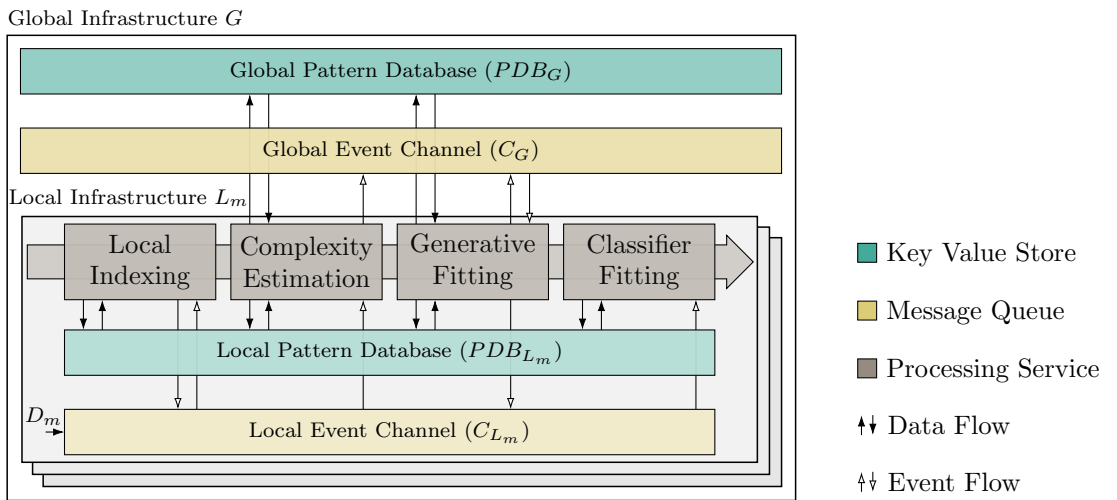 Global Infrastructure G
Global Pattern Database (PDB_G)
Global Event Channel (C_G)
Local Infrastructure L_m
Local
Indexing
Complexity
Estimation
Generative
Fitting
Classifier
Fitting
Local Pattern Database (PDB_{L_m})
D_m
Local Event Channel (C_{L_m})
Key Value Store
Message Queue
Processing Service
Data Flow
Event Flow